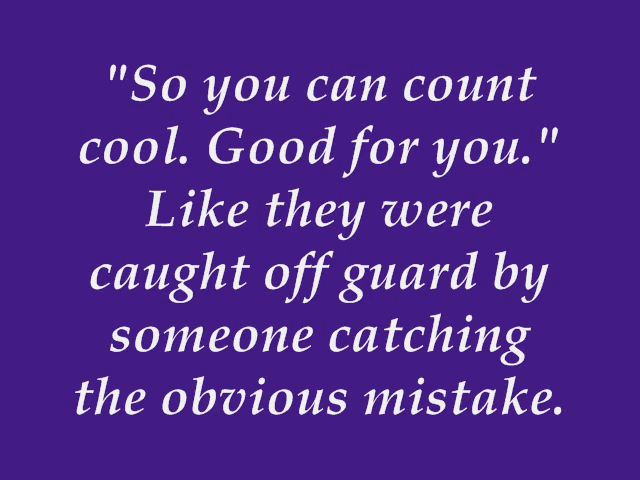 "So you can count
cool. Good for you."
Like they were
caught off guard by
someone catching
the obvious mistake.